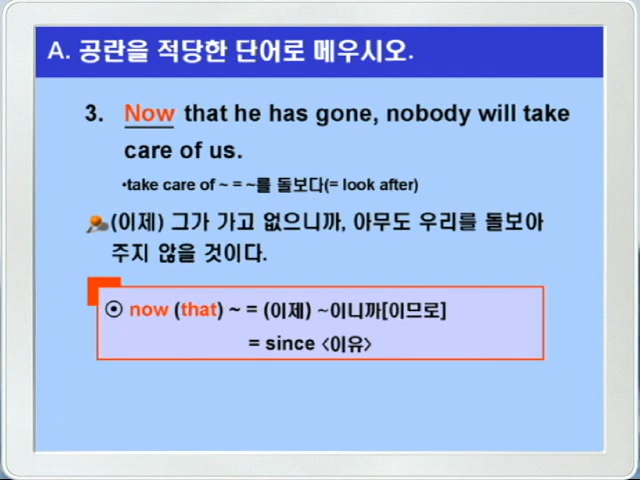 A. 공란을 적당한 단어로 메우시오.
3. Now that he has gone, nobody will take
care of us.
•take care of ~ = ~를 돌보다(= look after)
(이제) 그가 가고 없으니까, 아무도 우리를 돌보아
주지 않을 것이다.
⊙ now (that) ~ = (이제) ~이니까[이므로]
= since <이유>